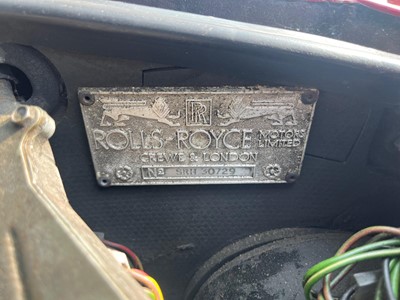 RR
ROLLS-ROYCE MOTORS LIMITED
CREWE & LONDON
No SRH 30729